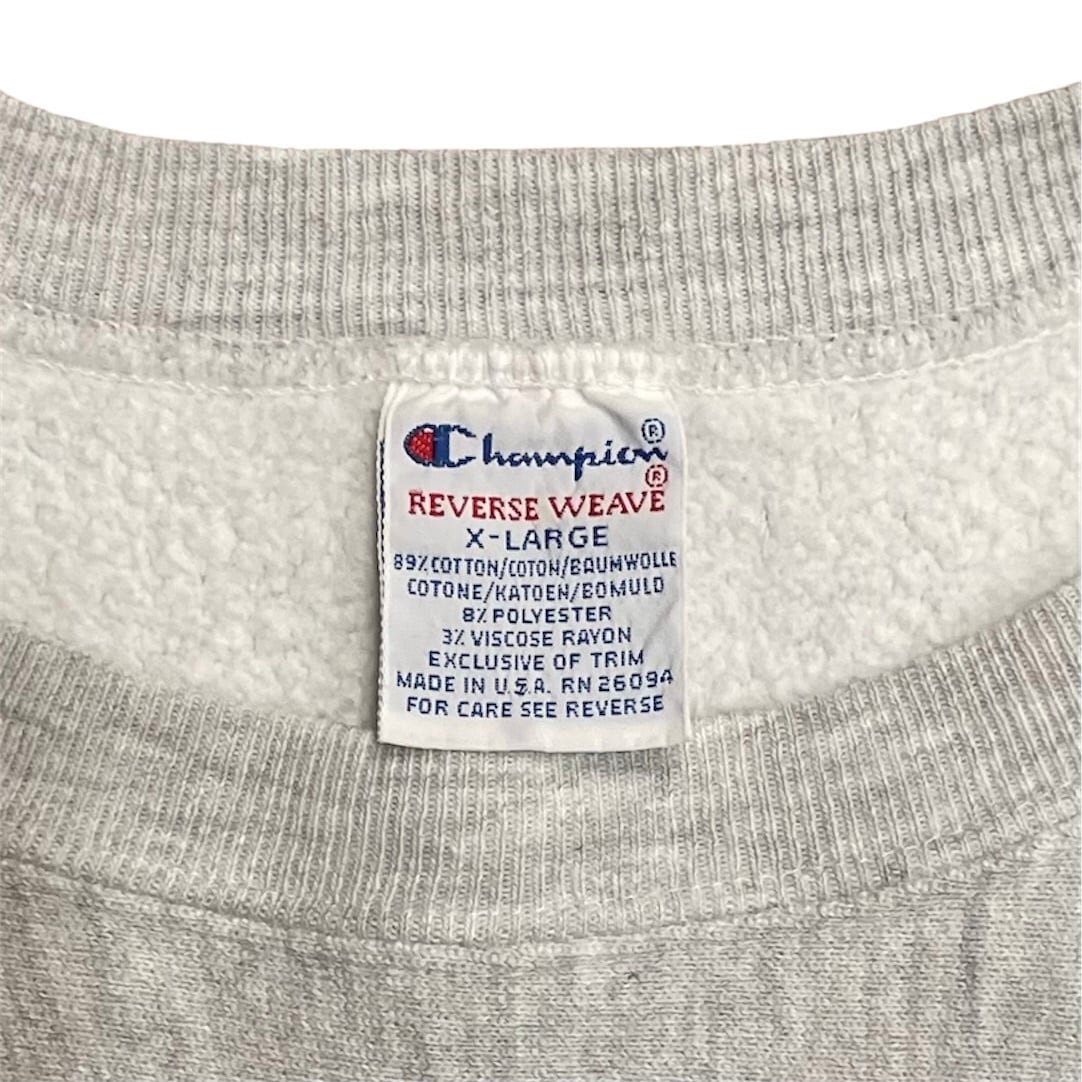 Champion®
REVERSE WEAVE®
X-LARGE
89% COTTON/COTON/BAUMWOLLE
COTONE/KATOEN/BOMULD
8% POLYESTER
3% VISCOSE RAYON
EXCLUSIVE OF TRIM
MADE IN U.S.A. RN 26094
FOR CARE SEE REVERSE